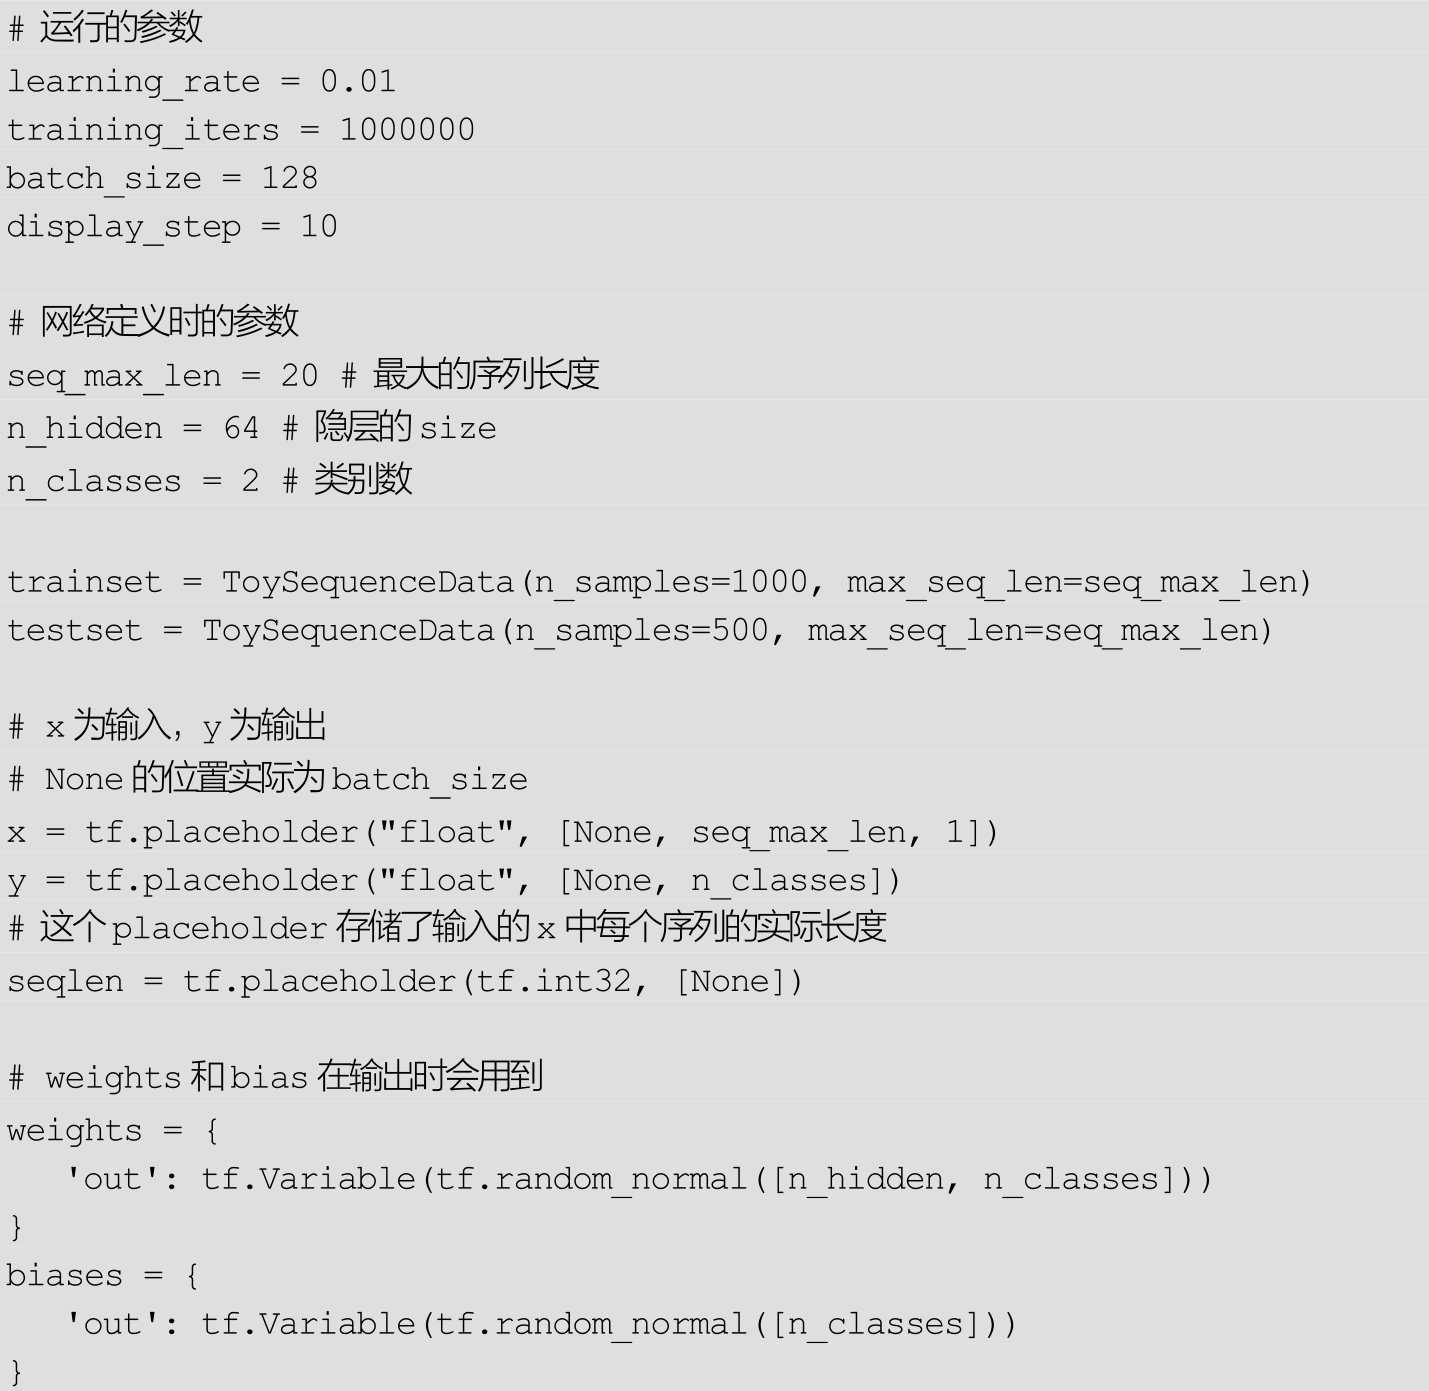 # 运行的参数
learning_rate = 0.01
training_iters = 1000000
batch_size = 128
display_step = 10
# 网络定义时的参数
seq_max_len = 20 # 最大的序列长度
n_hidden = 64 # 隐层的 size
n_classes = 2 # 类别数
trainset = ToySequenceData(n_samples=1000, max_seq_len=seq_max_len)
testset = ToySequenceData(n_samples=500, max_seq_len=seq_max_len)
# x 为输入，y 为输出
# None 的位置实际为 batch_size
x = tf.placeholder("float", [None, seq_max_len, 1])
y = tf.placeholder("float", [None, n_classes])
# 这个 placeholder 存储了输入的 x 中每个序列的实际长度
seqlen = tf.placeholder(tf.int32, [None])
# weights 和 bias 在输出时会用到
weights = {
   'out': tf.Variable(tf.random_normal([n_hidden, n_classes]))
}
biases = {
   'out': tf.Variable(tf.random_normal([n_classes]))
}